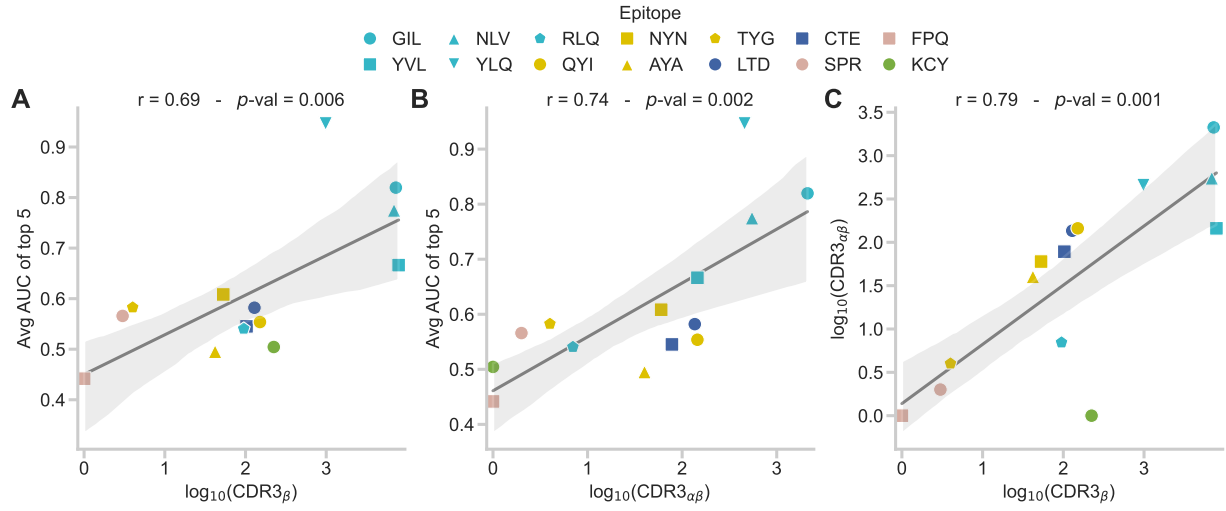 Epitope
GIL NLV RLQ NYN TYG CTE FPQ
YVL YLQ QYI AYA LTD SPR KCY
A
r = 0.69 - p-val = 0.006
Avg AUC of top 5
0.9
0.8
0.7
0.6
0.5
0.4
0 1 2 3
log₁₀(CDR3β)
B
r = 0.74 - p-val = 0.002
Avg AUC of top 5
0.9
0.8
0.7
0.6
0.5
0.4
0 1 2 3
log₁₀(CDR3αβ)
C
r = 0.79 - p-val = 0.001
log₁₀(CDR3αβ)
3.5
3.0
2.5
2.0
1.5
1.0
0.5
0.0
0 1 2 3
log₁₀(CDR3β)